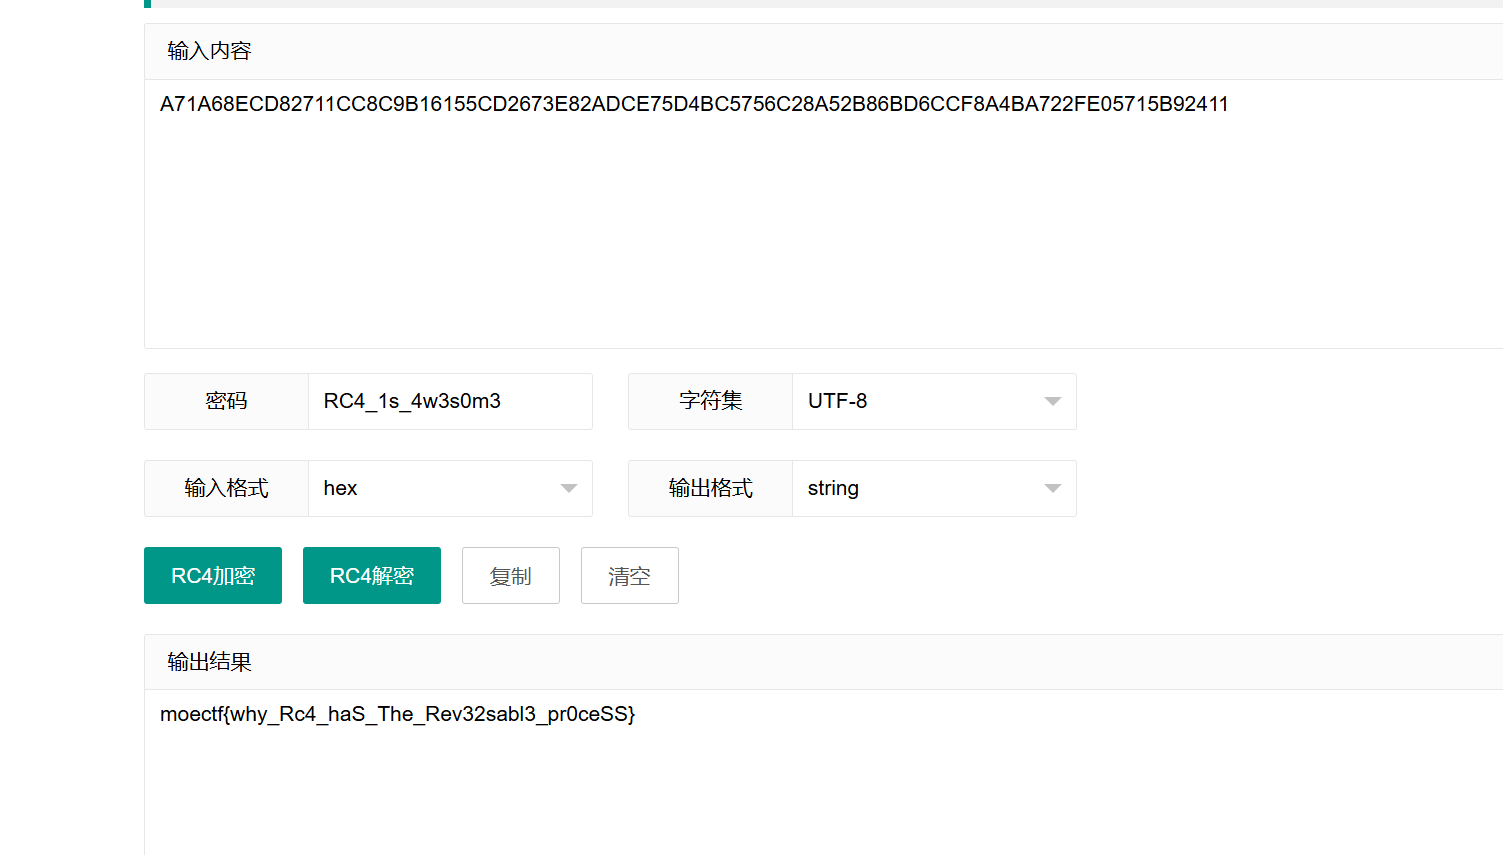 输入内容
A71A68ECD82711CC8C9B16155CD2673E82ADCE75D4BC5756C28A52B86BD6CCF8A4BA722FE05715B92411
密码 RC4_1s_4w3s0m3 字符集 UTF-8
输入格式 hex 输出格式 string
RC4加密 RC4解密 复制 清空
输出结果
moectf{why_Rc4_haS_The_Rev32sabl3_pr0ceSS}